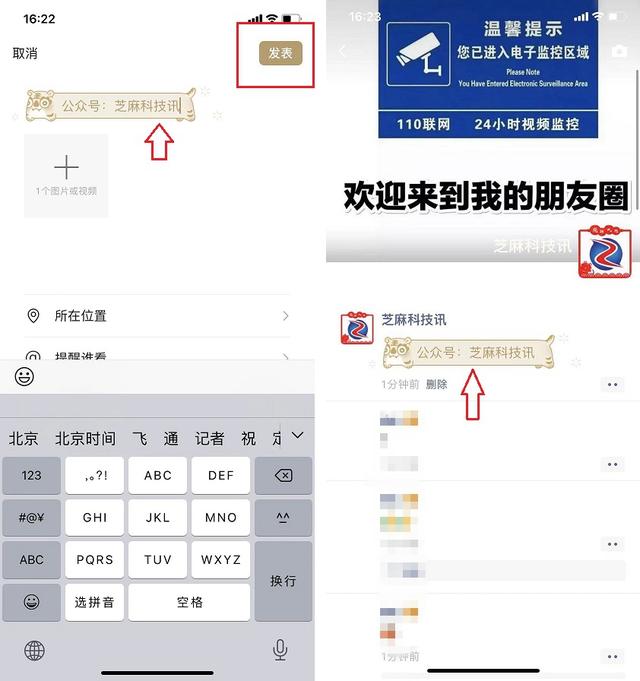 16:22
取消
发表
公众号：芝麻科技讯
1个图片或视频
所在位置
提醒谁看
北京 北京时间 飞 通 记者 祝
123
,。?!
ABC
DEF
#@¥
GHI
JKL
MNO
^^
ABC
PQRS
TUV
WXYZ
换行
选拼音
空格
16:23
温馨提示
您已进入电子监控区域
Please Note
You Have Entered Electronic Surveillance Area
110联网 24小时视频监控
欢迎来到我的朋友圈
芝麻科技讯
芝麻科技讯
公众号：芝麻科技讯
1分钟前 删除
1分钟前